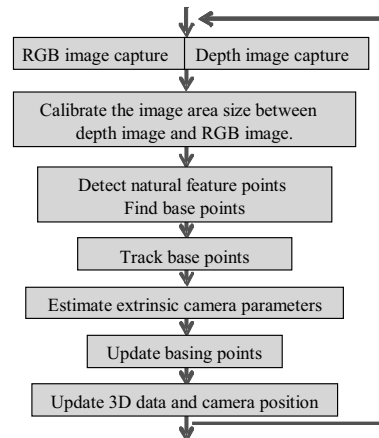 RGB image capture Depth image capture
Calibrate the image area size between
depth image and RGB image.
Detect natural feature points
Find base points
Track base points
Estimate extrinsic camera parameters
Update basing points
Update 3D data and camera position